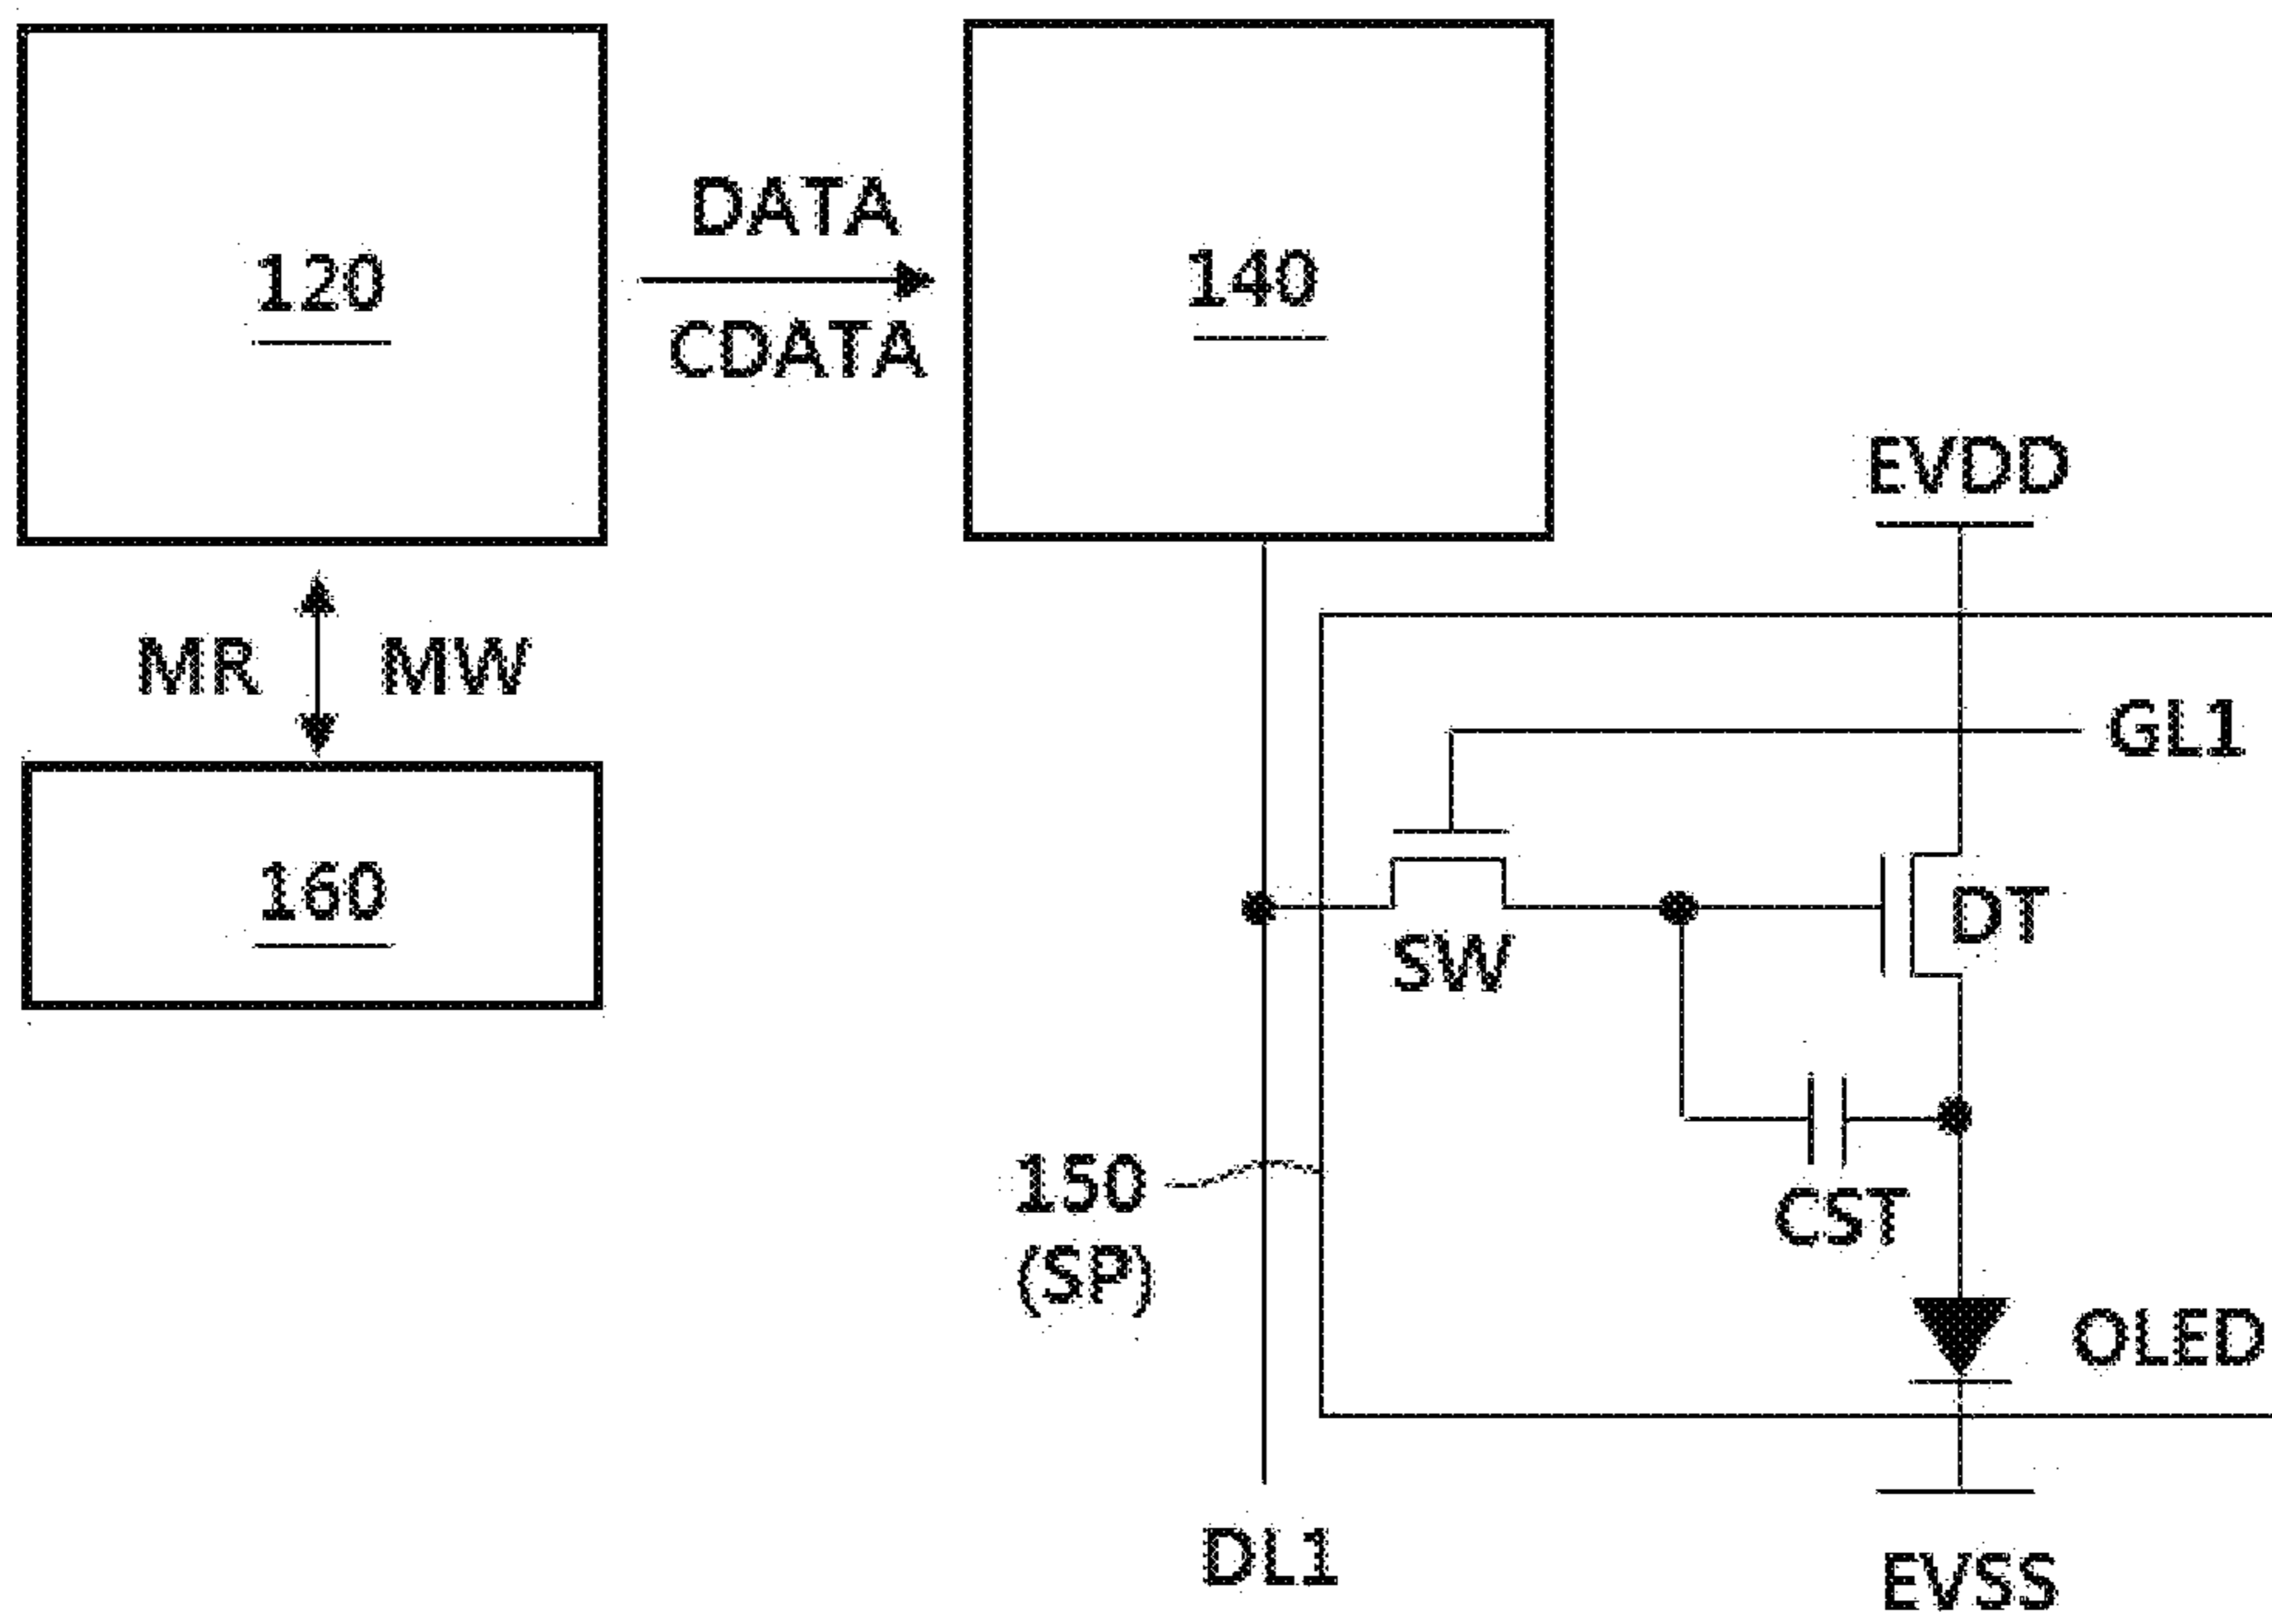 120
DATA
CDATA
140
EVDD
MR
MW
GL1
160
SW
DT
150
(SP)
CST
OLED
DL1
EVSS